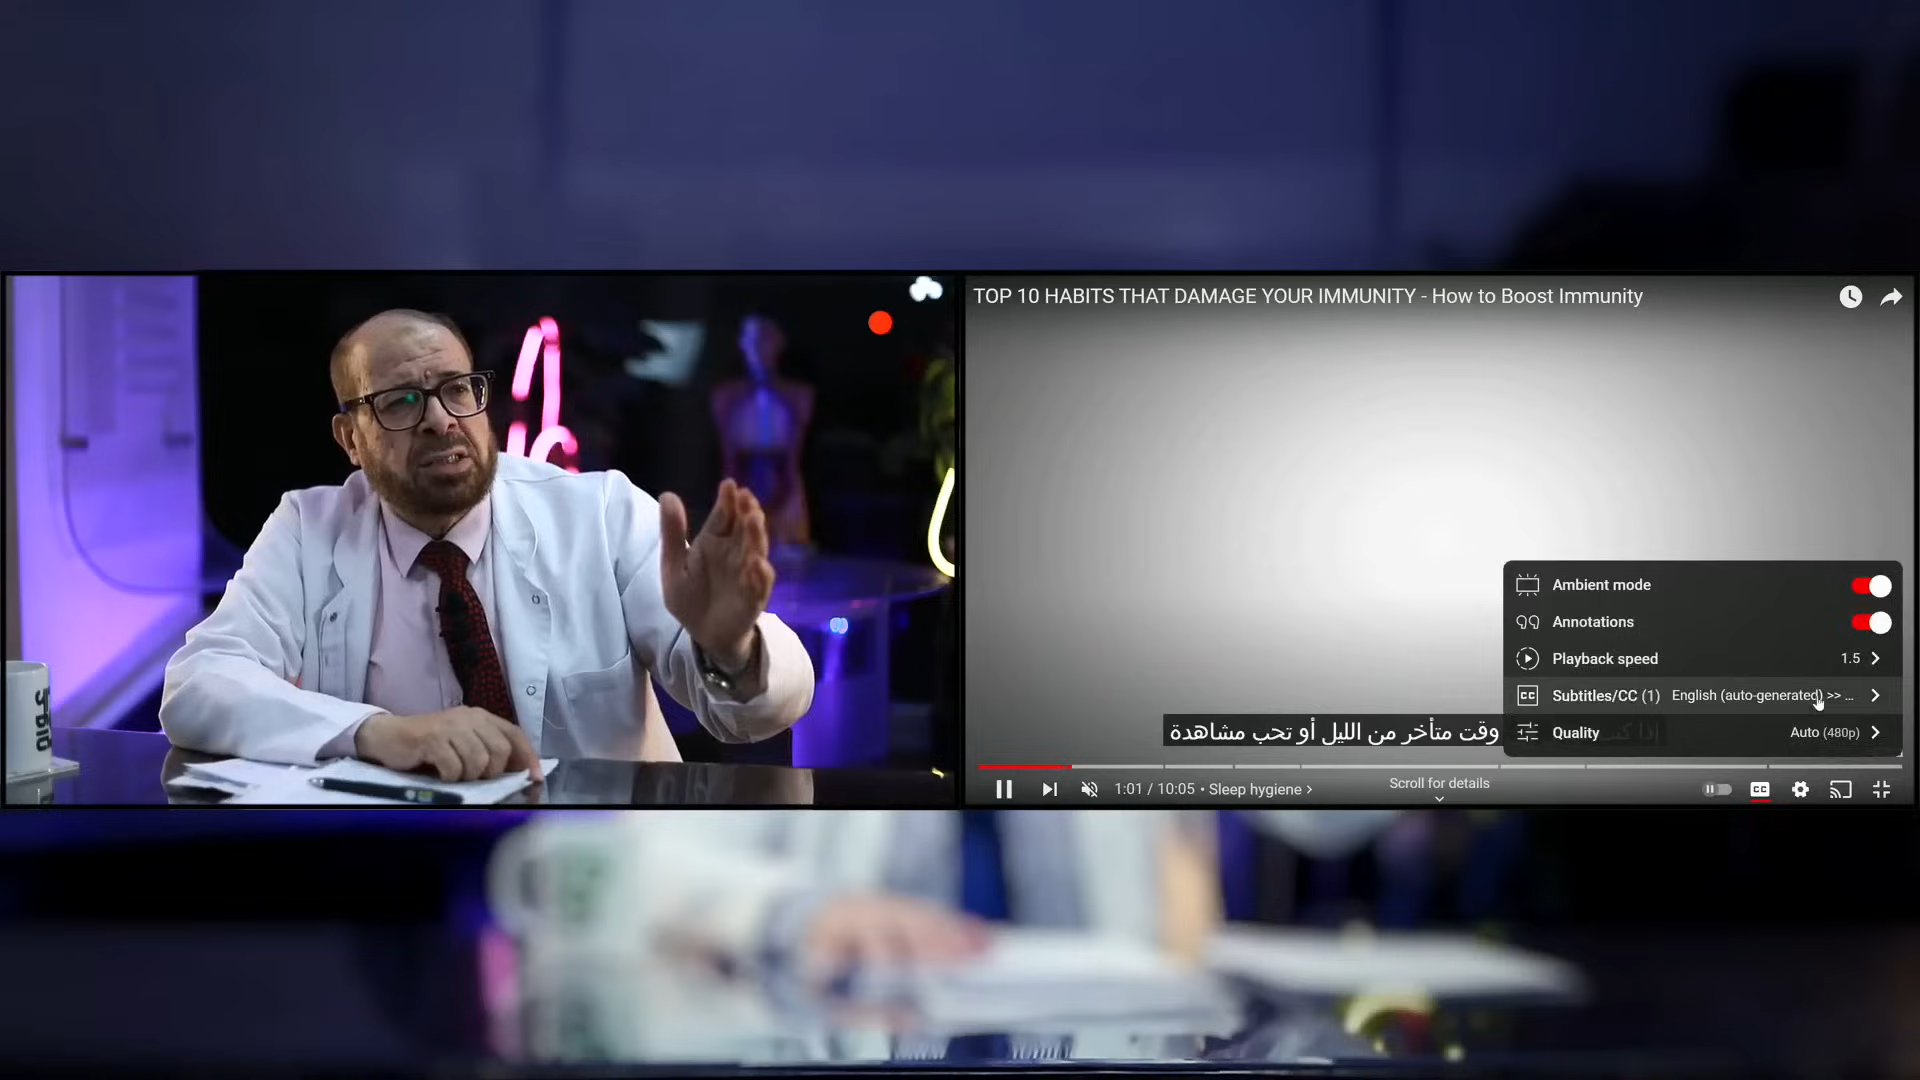 TOP 10 HABITS THAT DAMAGE YOUR IMMUNITY - How to Boost Immunity
Ambient mode
Annotations
Playback speed 1.5
Subtitles/CC (1) English (auto-generated) >> ...
وقت متأخر من الليل أو تحب مشاهدة
Quality Auto (480p)
1:01 / 10:05 • Sleep hygiene
Scroll for details
CC